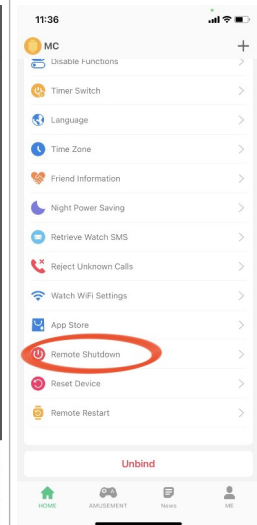 11:36
MC
Disable Functions
Timer Switch
Language
Time Zone
Friend Information
Night Power Saving
Retrieve Watch SMS
Reject Unknown Calls
Watch WiFi Settings
App Store
Remote Shutdown
Reset Device
Remote Restart
Unbind
HOME AMUSEMENT News ME